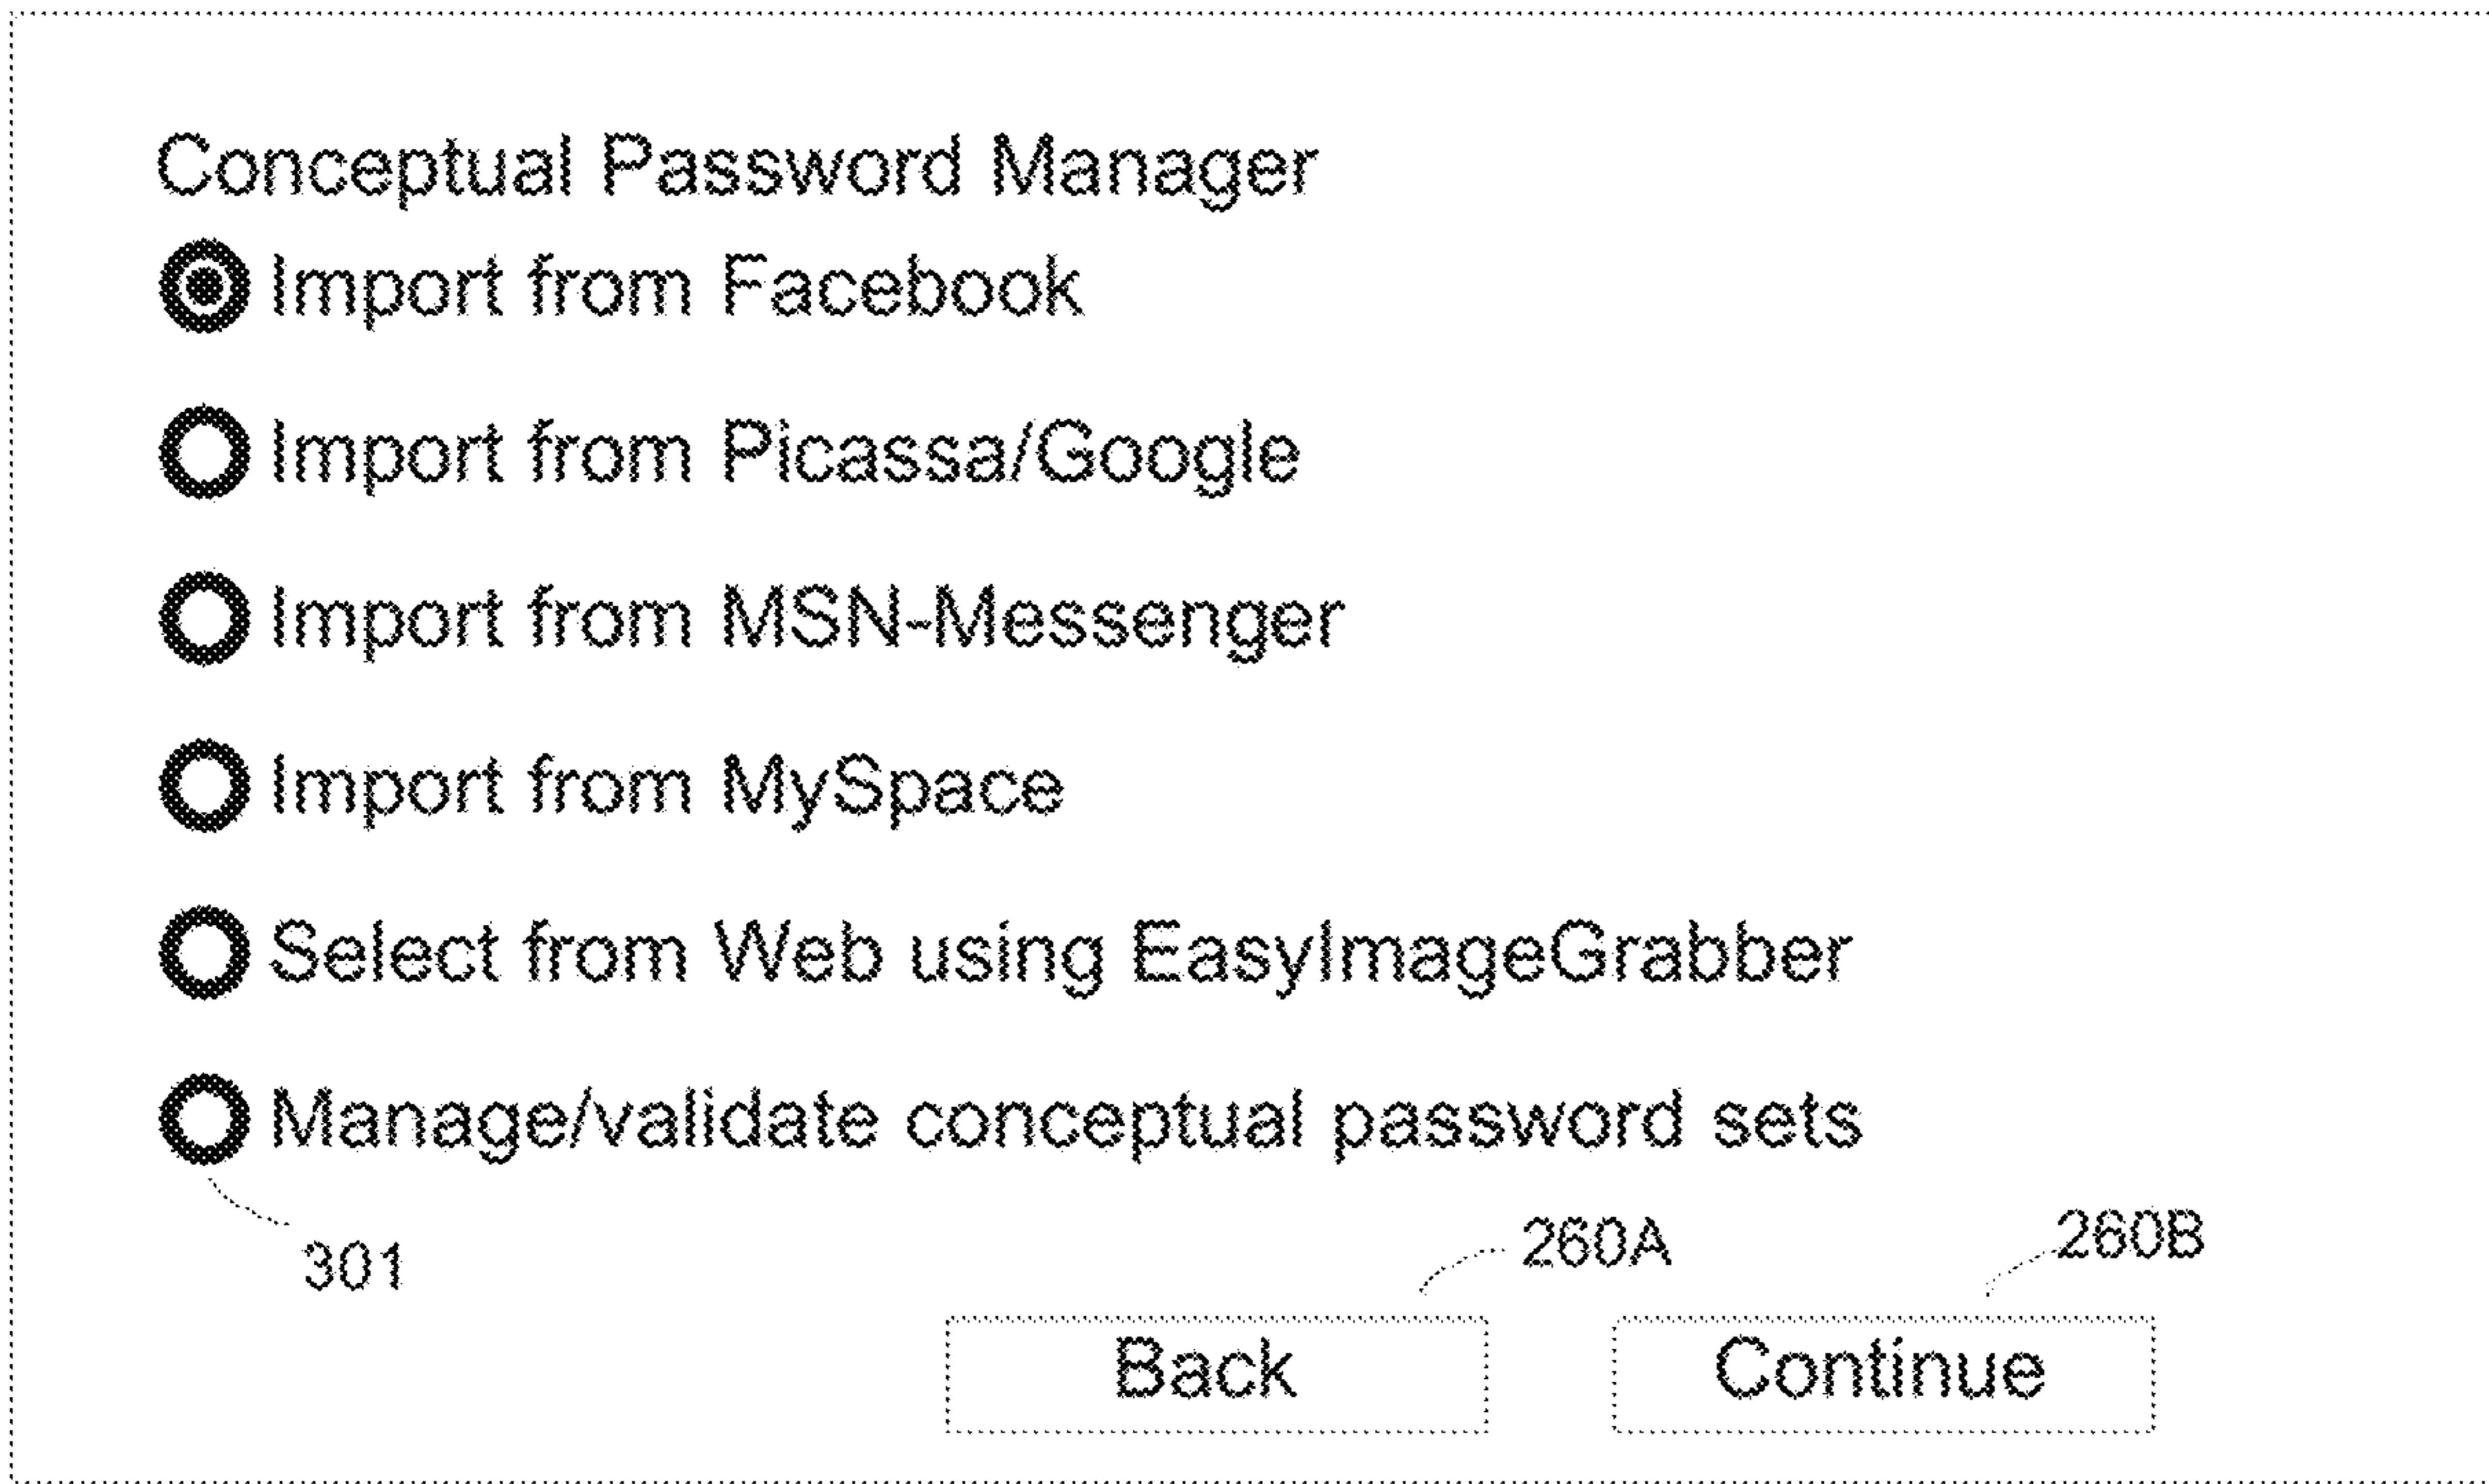 Conceptual Password Manager
Import from Facebook
Import from Picassa/Google
Import from MSN-Messenger
Import from MySpace
Select from Web using EasyImageGrabber
Manage/validate conceptual password sets
301
260A
260B
Back
Continue